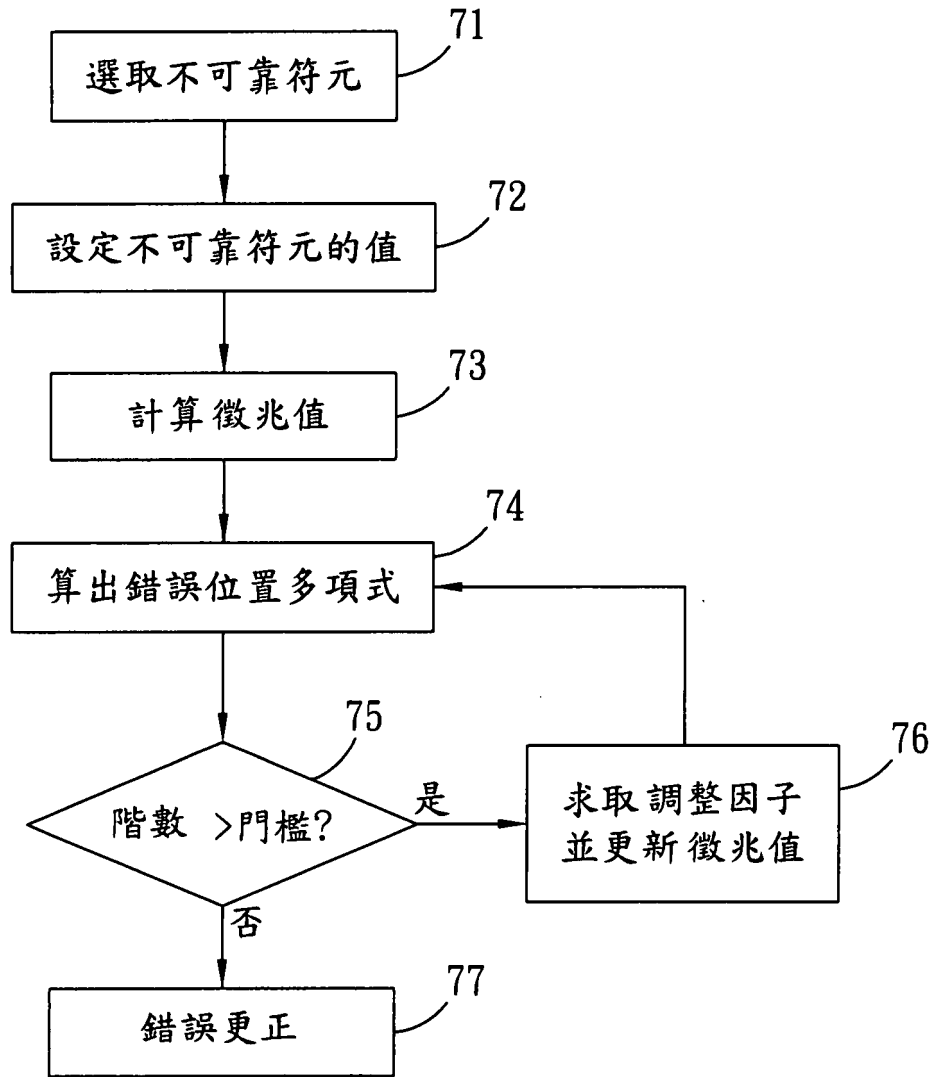 71
選取不可靠符元
72
設定不可靠符元的值
73
計算徵兆值
74
算出錯誤位置多項式
75
階數 >門檻?
是
76
求取調整因子
並更新徵兆值
否
77
錯誤更正